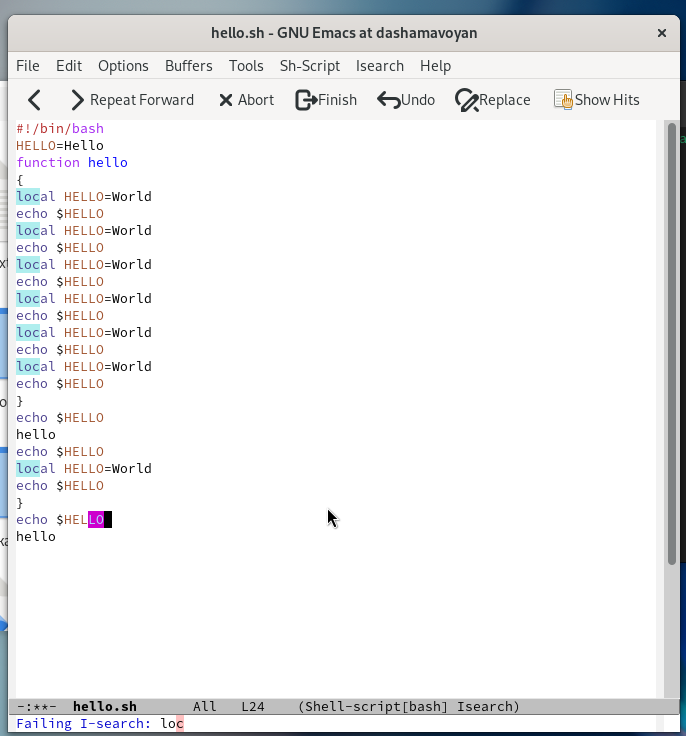 hello.sh - GNU Emacs at dashamavoyan
File Edit Options Buffers Tools Sh-Script Isearch Help
Repeat Forward Abort Finish Undo Replace Show Hits
#!/bin/bash
HELLO=Hello
function hello
{
local HELLO=World
echo $HELLO
local HELLO=World
echo $HELLO
local HELLO=World
echo $HELLO
local HELLO=World
echo $HELLO
local HELLO=World
echo $HELLO
local HELLO=World
echo $HELLO
}
echo $HELLO
hello
echo $HELLO
local HELLO=World
echo $HELLO
}
echo $HELLO
hello
-:**- hello.sh All L24 (Shell-script[bash] Isearch)
Failing I-search: loc